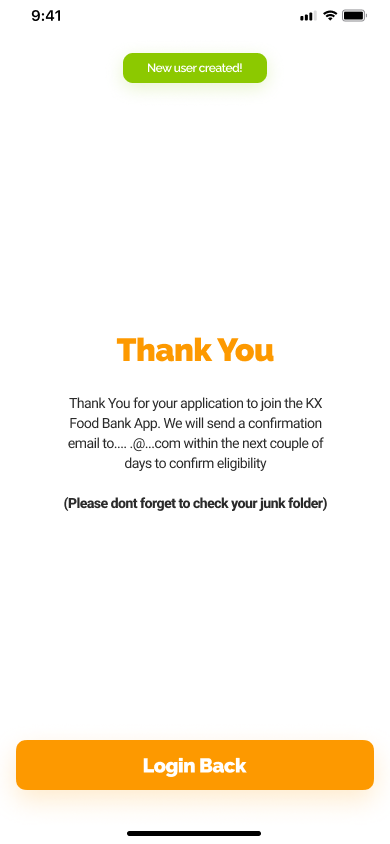 9:41
New user created!
Thank You
Thank You for your application to join the KX
Food Bank App. We will send a confirmation
email to.... .@...com within the next couple of
days to confirm eligibility
(Please dont forget to check your junk folder)
Login Back